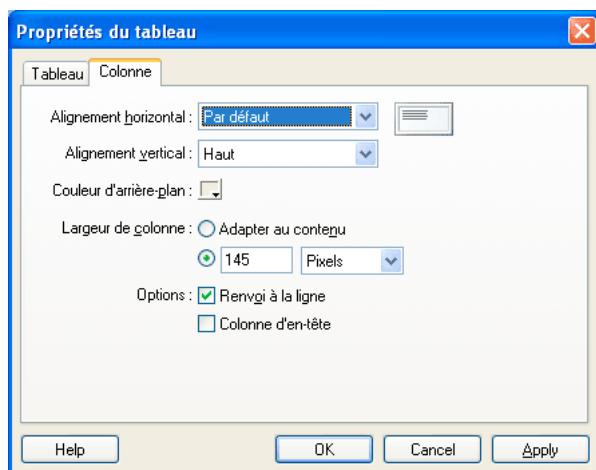 Propriétés du tableau
Tableau Colonne
Alignement horizontal : Par défaut
Alignement vertical : Haut
Couleur d'arrière-plan :
Largeur de colonne : Adapter au contenu
145 Pixels
Options : Renvoi à la ligne
Colonne d'en-tête
Help OK Cancel Apply